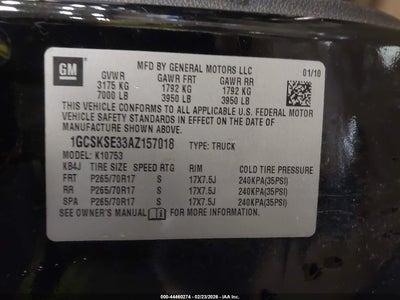 GM
MFD BY GENERAL MOTORS LLC 01/10
GVWR GAWR FRT GAWR RR
3175 KG 1792 KG 1792 KG
7000 LB 3950 LB 3950 LB
THIS VEHICLE CONFORMS TO ALL APPLICABLE U.S.
FEDERAL MOTOR VEHICLE SAFETY STANDARDS
IN EFFECT ON THE DATE OF
MANUFACTURE SHOWN ABOVE.
1GCSKSE33AZ157018 TYPE: TRUCK
MODEL: K10753
KB4J TIRE SIZE SPEED RTG RIM COLD TIRE PRESSURE
FRT P265/70R17 S 17X7.5J 240KPA(35PSI)
RR P265/70R17 S 17X7.5J 240KPA(35PSI)
SPA P265/70R17 S 17X7.5J 240KPA(35PSI)
SEE OWNER'S MANUAL FOR MORE INFORMATION.
000-44460274 - 02/23/2026 - IAA Inc.